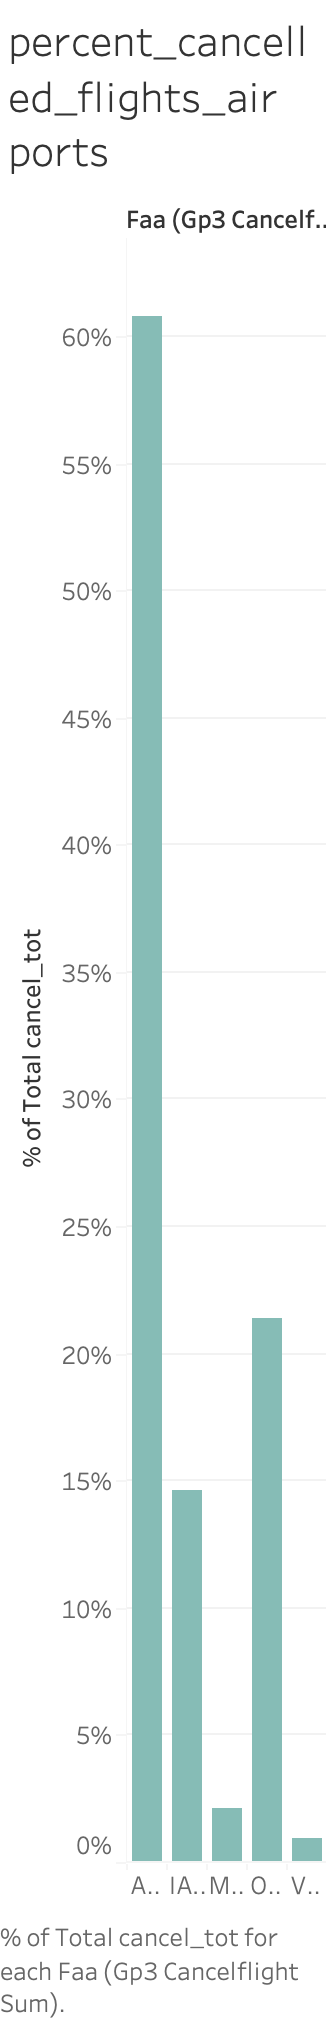 percent_cancell
ed_flights_air
ports
Faa (Gp3 Cancelf..
60%
55%
50%
45%
40%
35%
30%
25%
20%
15%
10%
5%
0%
% of Total cancel_tot
A.. IA.. M.. O.. V..
% of Total cancel_tot for
each Faa (Gp3 Cancelflight
Sum).